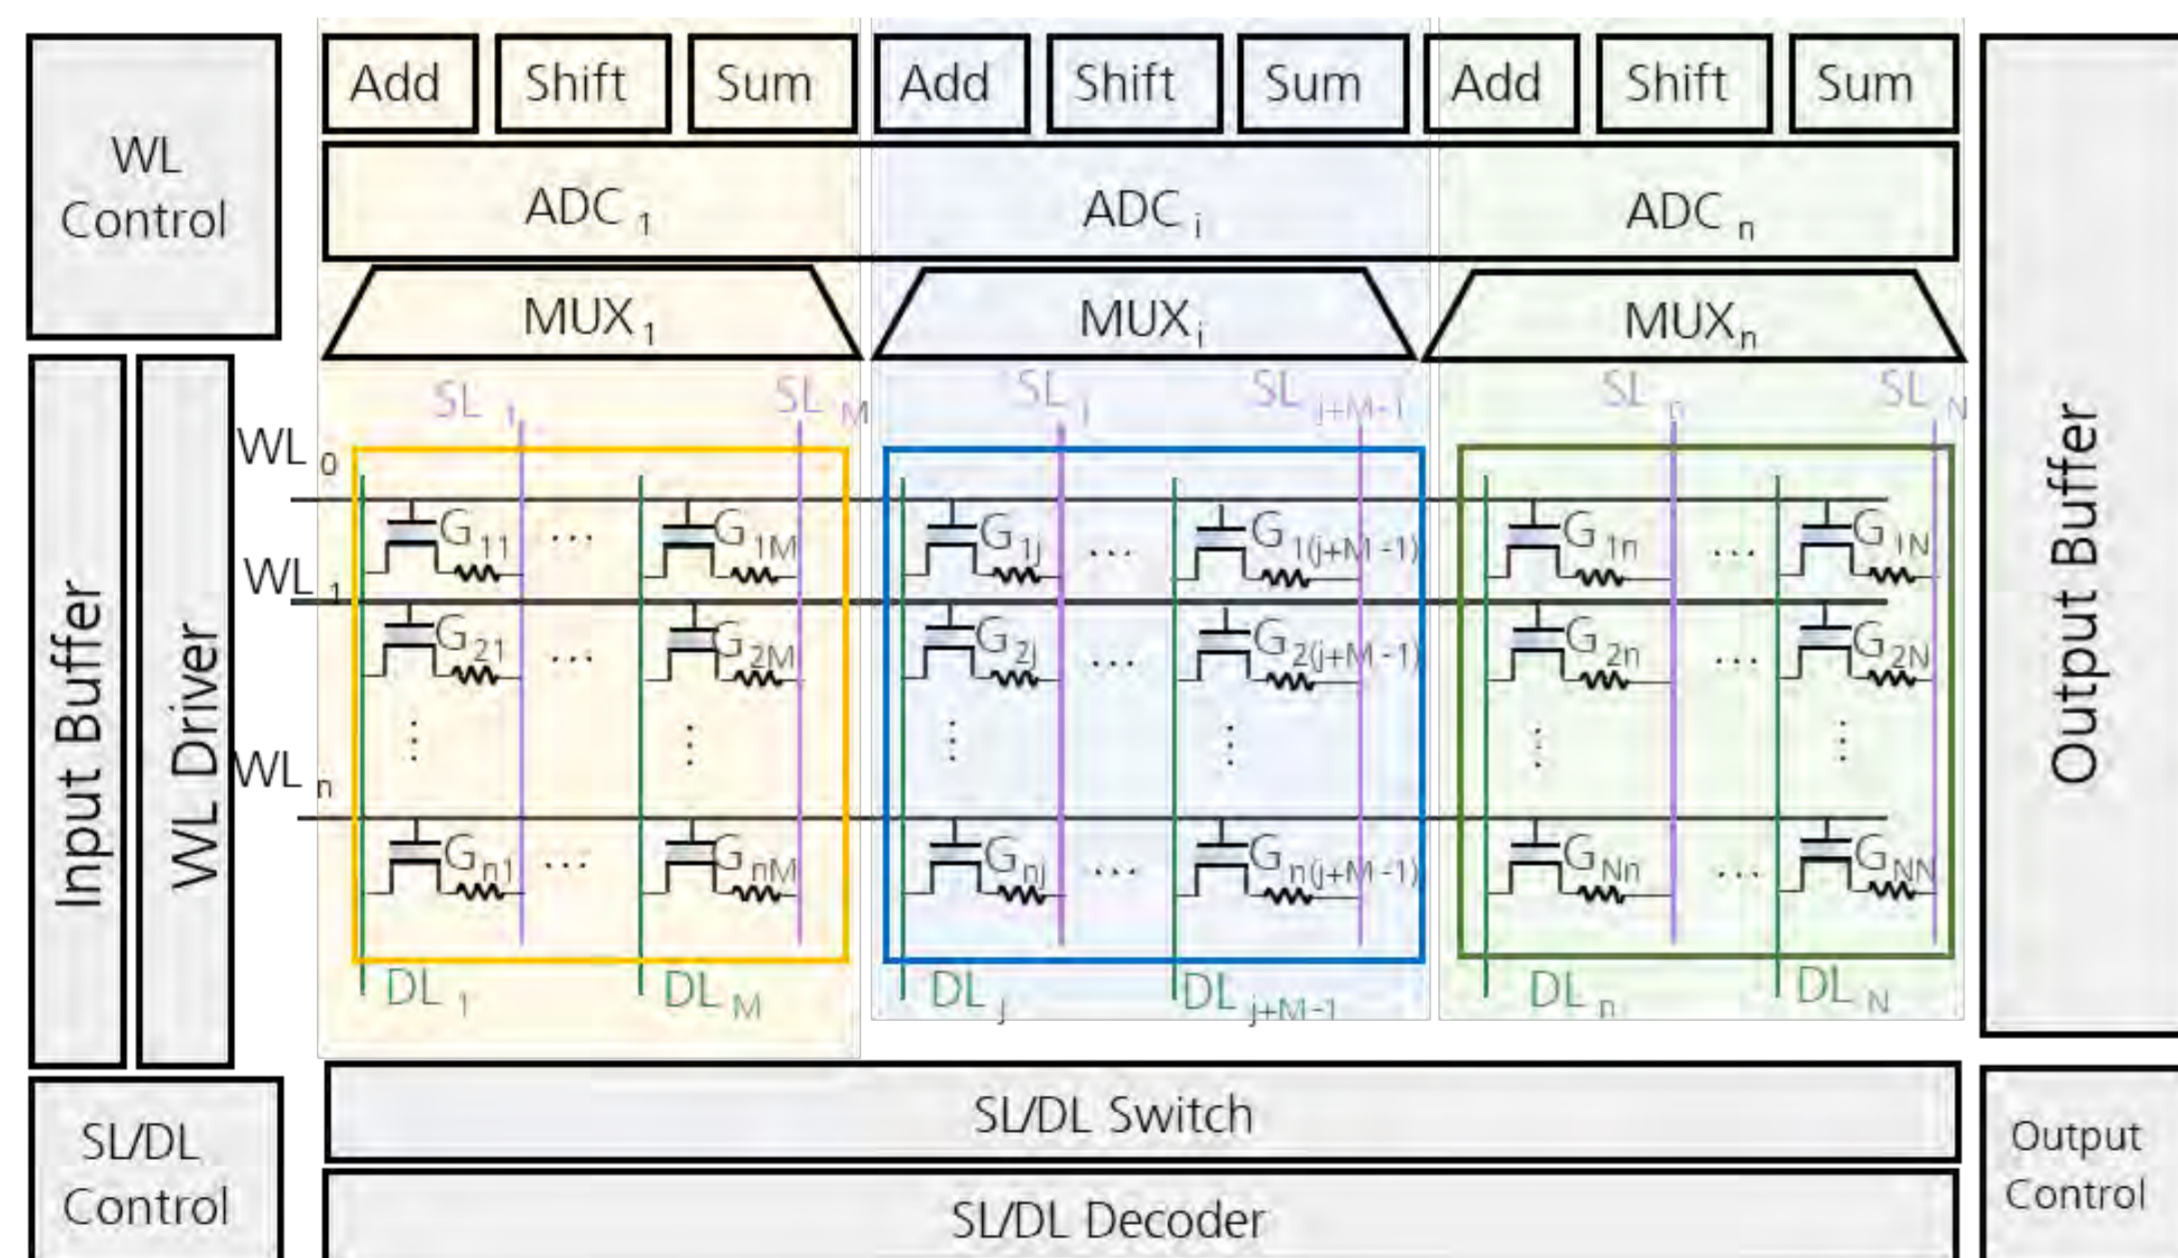 WL
Control
Add Shift Sum Add Shift Sum Add Shift Sum
ADC 1 ADC i ADC n
MUX 1 MUX i MUX n
SL 1 SL M SL j SL j+M-1 SL n SL N
WL 0
G 11 ... G 1M G 1j ... G 1(j+M-1) G 1n ... G 1N
WL 1
G 21 ... G 2M G 2j ... G 2(j+M-1) G 2n ... G 2N
WL n
G n1 ... G nM G nj ... G n(j+M-1) G Nn ... G NN
DL 1 DL M DL j DL j+M-1 DL n DL N
Input Buffer
WL Driver
Output Buffer
SL/DL
Control
SL/DL Switch
SL/DL Decoder
Output
Control